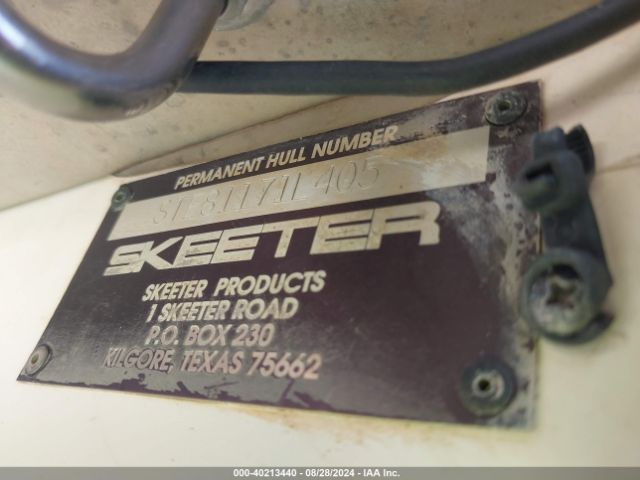 PERMANENT HULL NUMBER
STE81171L405
SKEETER
SKEETER PRODUCTS
1 SKEETER ROAD
P.O. BOX 230
KILGORE, TEXAS 75662
000-40213440 - 08/28/2024 - IAA Inc.